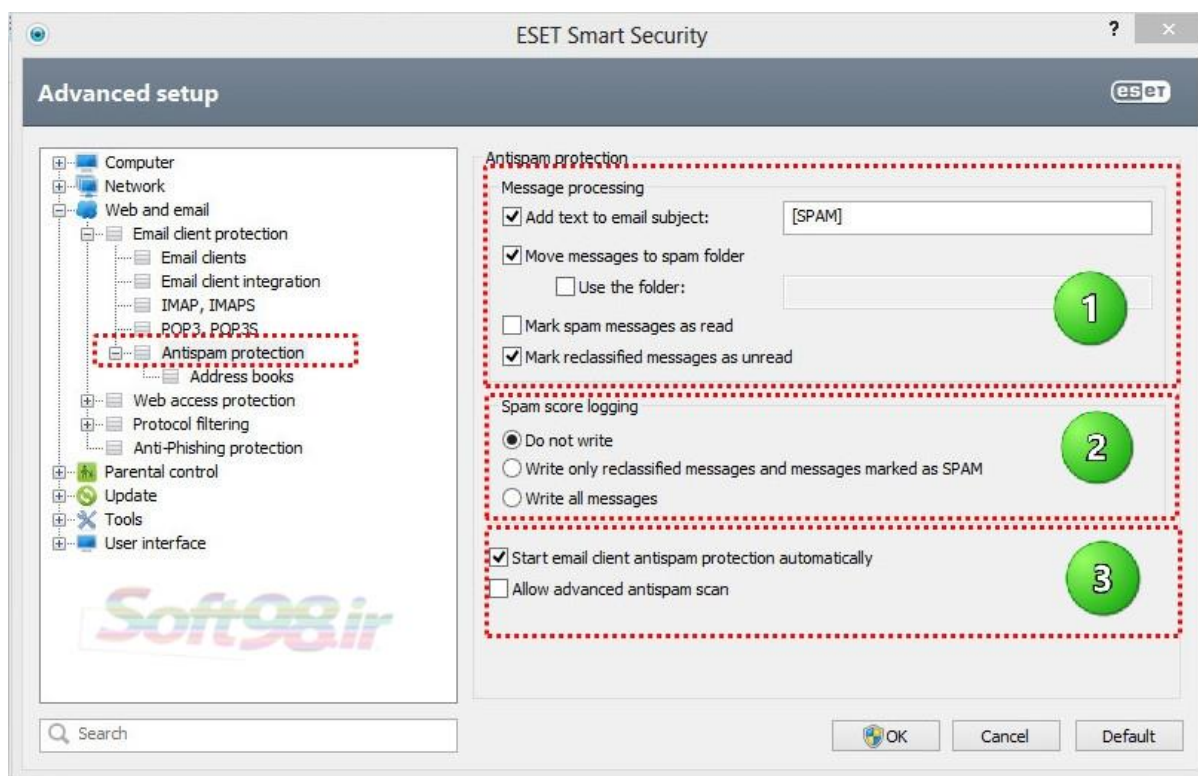 ESET Smart Security
?
×
Advanced setup
eset
Computer
Network
Web and email
Email client protection
Email clients
Email client integration
IMAP, IMAPS
POP3, POP3S
Antispam protection
Address books
Web access protection
Protocol filtering
Anti-Phishing protection
Parental control
Update
Tools
User interface
Soft98.ir
Search
Antispam protection
Message processing
Add text to email subject: [SPAM]
Move messages to spam folder
Use the folder:
1
Mark spam messages as read
Mark reclassified messages as unread
Spam score logging
Do not write
2
Write only reclassified messages and messages marked as SPAM
Write all messages
Start email client antispam protection automatically
3
Allow advanced antispam scan
OK Cancel Default